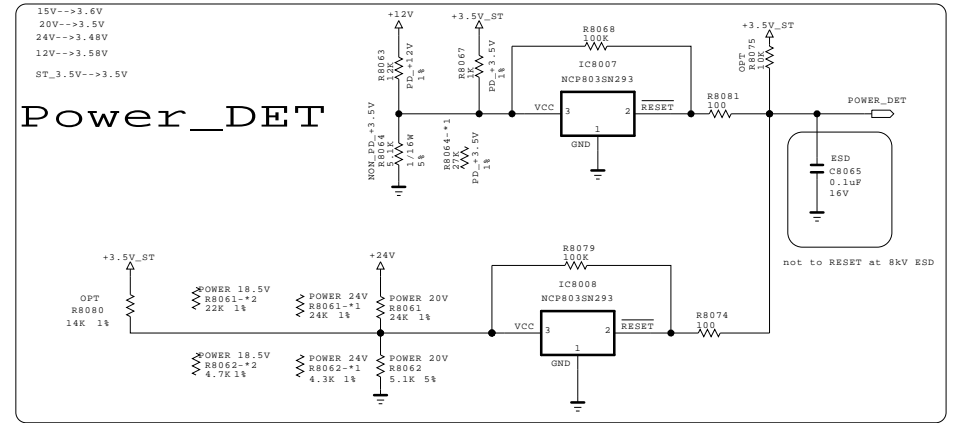 15V-->3.6V
20V-->3.5V
24V-->3.48V
12V-->3.58V
ST_3.5V-->3.5V
Power_DET
+12V
+3.5V_ST
R8063
12K
PD_+12V
1%
R8067
1K
PD_+3.5V
1%
R8068
100K
IC8007
NCP803SN293
VCC
3
2
RESET
1
GND
R8081
100
+3.5V_ST
OPT
R8075
10K
POWER_DET
NON_PD_+3.5V
R8064
5.1K
1/16W
5%
R8064-*1
27K
PD_+3.5V
1%
ESD
C8065
0.1uF
16V
not to RESET at 8kV ESD
+3.5V_ST
OPT
R8080
14K 1%
POWER 18.5V
R8061-*2
22K 1%
POWER 24V
R8061-*1
24K 1%
+24V
POWER 20V
R8061
24K 1%
POWER 18.5V
R8062-*2
4.7K 1%
POWER 24V
R8062-*1
4.3K 1%
POWER 20V
R8062
5.1K 5%
R8079
100K
IC8008
NCP803SN293
VCC
3
2
RESET
1
GND
R8074
100